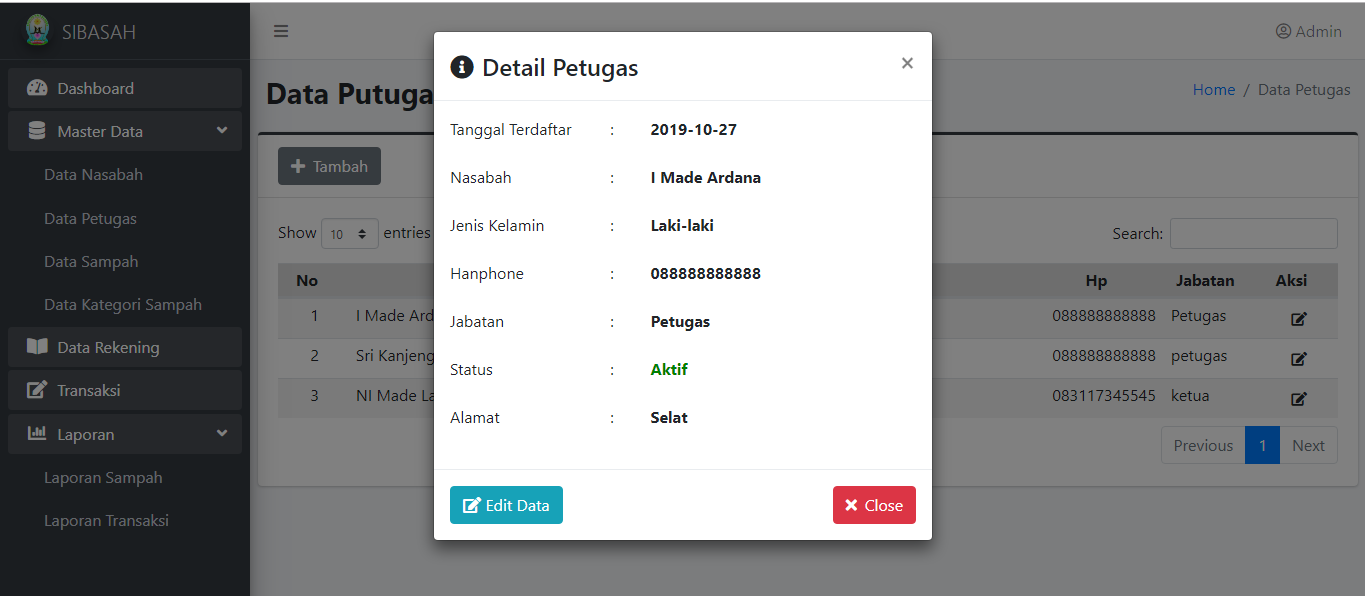 SIBASAH
Admin
Dashboard
Master Data
Data Nasabah
Data Petugas
Data Sampah
Data Kategori Sampah
Data Rekening
Transaksi
Laporan
Laporan Sampah
Laporan Transaksi
Data Putuga
Home / Data Petugas
+ Tambah
Show 10 entries
Search:
No Hp Jabatan Aksi
1 I Made Ard 088888888888 Petugas
2 Sri Kanjeng 088888888888 petugas
3 NI Made La 083117345545 ketua
Previous 1 Next
Detail Petugas ×
Tanggal Terdaftar : 2019-10-27
Nasabah : I Made Ardana
Jenis Kelamin : Laki-laki
Hanphone : 088888888888
Jabatan : Petugas
Status : Aktif
Alamat : Selat
Edit Data
Close